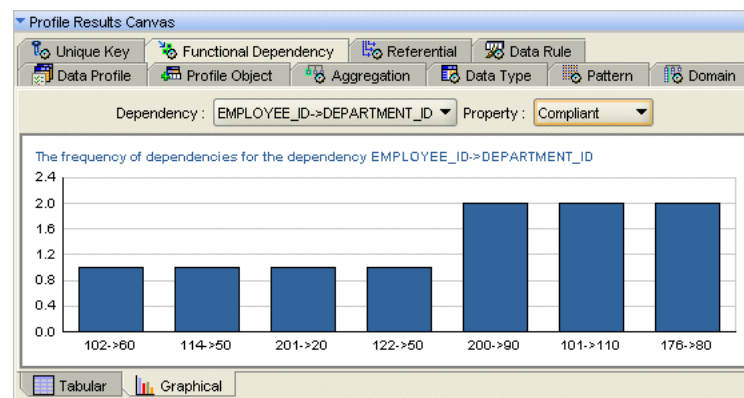 Profile Results Canvas
Unique Key Functional Dependency Referential Data Rule
Data Profile Profile Object Aggregation Data Type Pattern Domain
Dependency : EMPLOYEE_ID->DEPARTMENT_ID Property : Compliant
The frequency of dependencies for the dependency EMPLOYEE_ID->DEPARTMENT_ID
2.4
2.0
1.6
1.2
0.8
0.4
0.0
102->60 114->50 201->20 122->50 200->90 101->110 176->80
Tabular Graphical